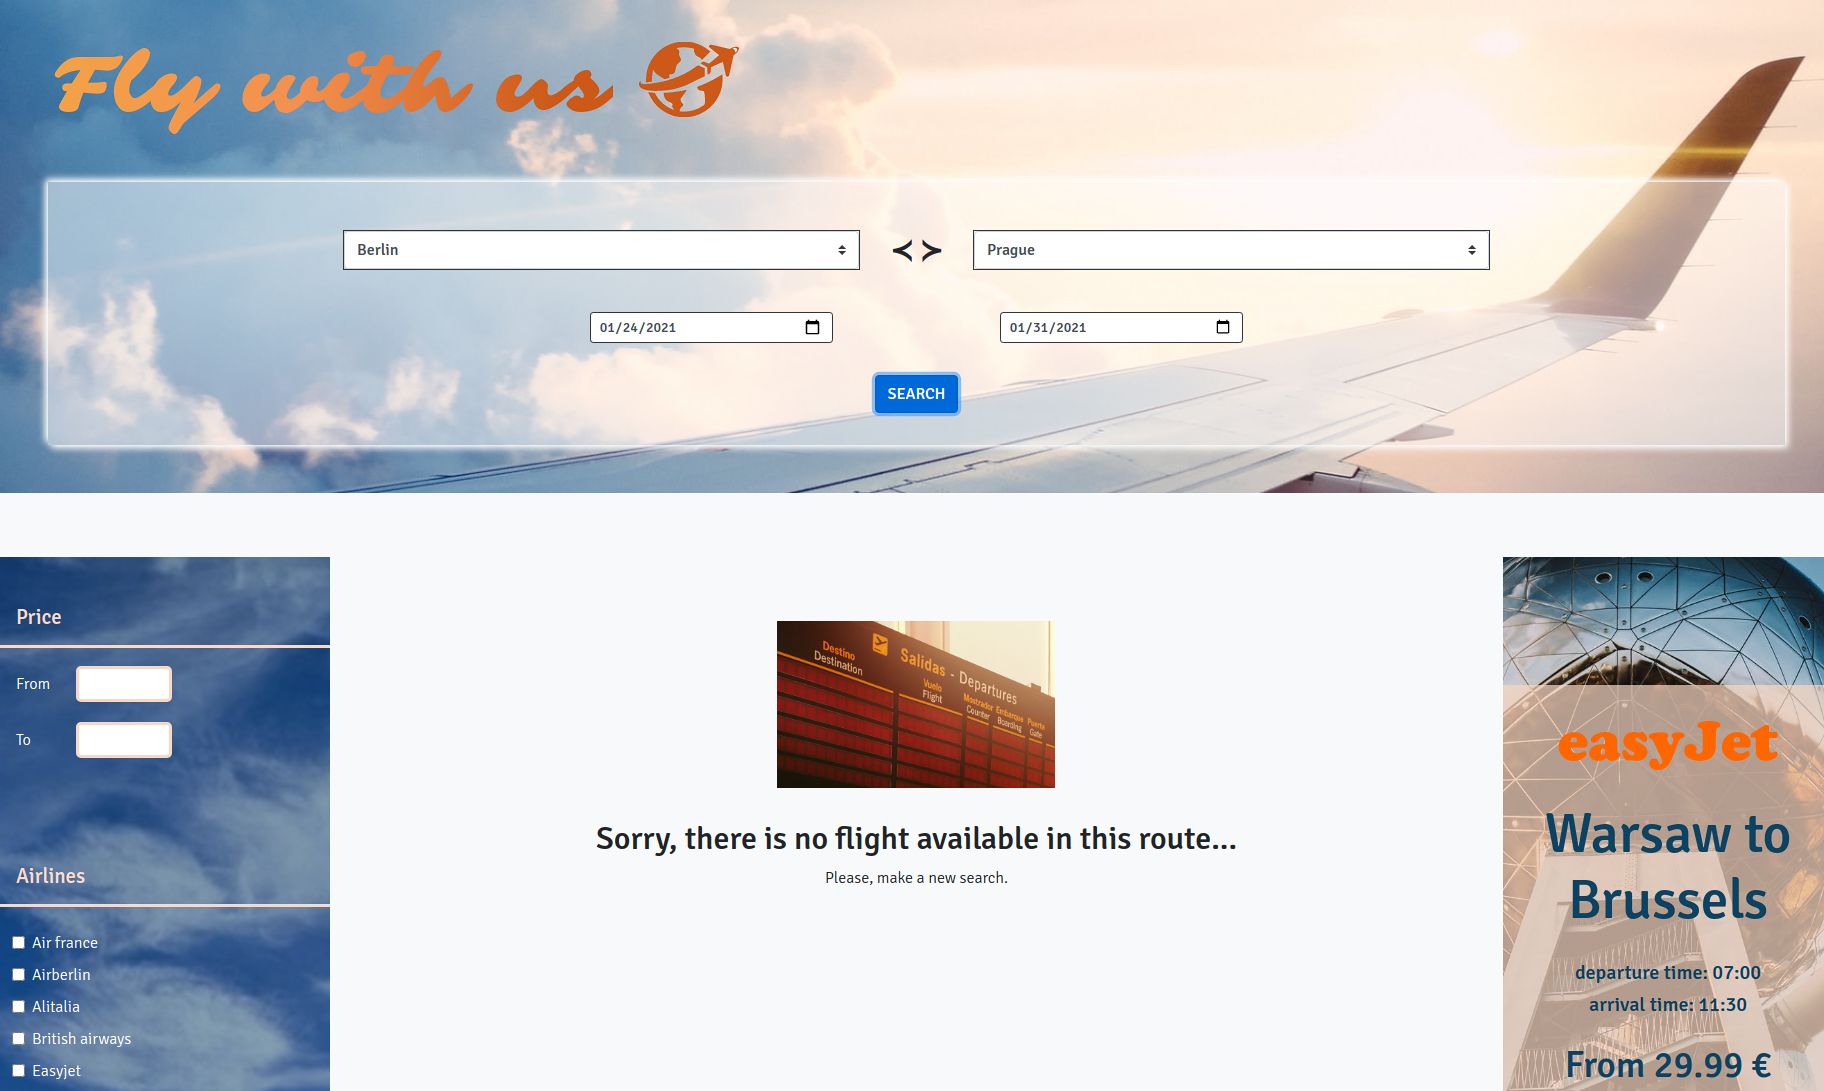 Fly with us
Berlin
< >
Prague
01/24/2021
01/31/2021
SEARCH
Price
From
To
Airlines
Air france
Airberlin
Alitalia
British airways
Easyjet
Destino
Destination
Salidas - Departures
Vuelo
Flight
Mostrador
Counter
Embarque
Boarding
Puerta
Gate
Sorry, there is no flight available in this route...
Please, make a new search.
easyJet
Warsaw to
Brussels
departure time: 07:00
arrival time: 11:30
From 29.99 €